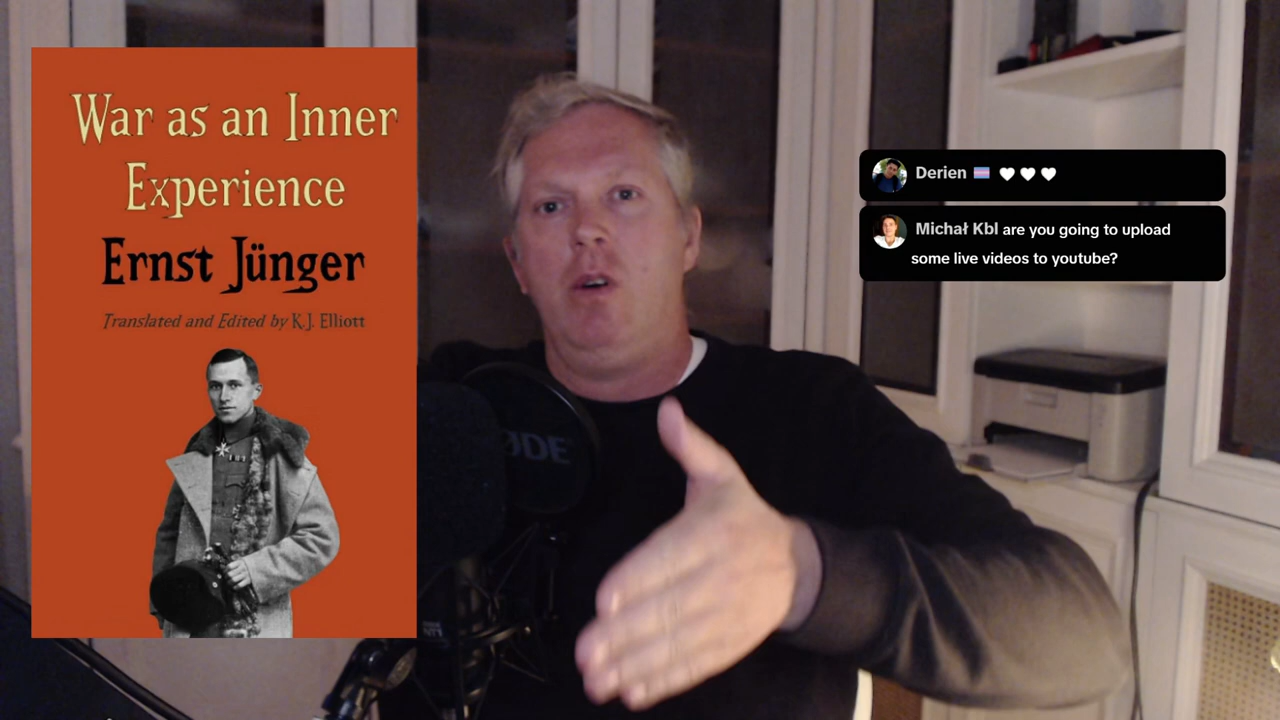 War as an Inner
Experience
Ernst Jünger
Translated and Edited by K.J. Elliott
Derien
Michał Kbl are you going to upload
some live videos to youtube?
RØDE